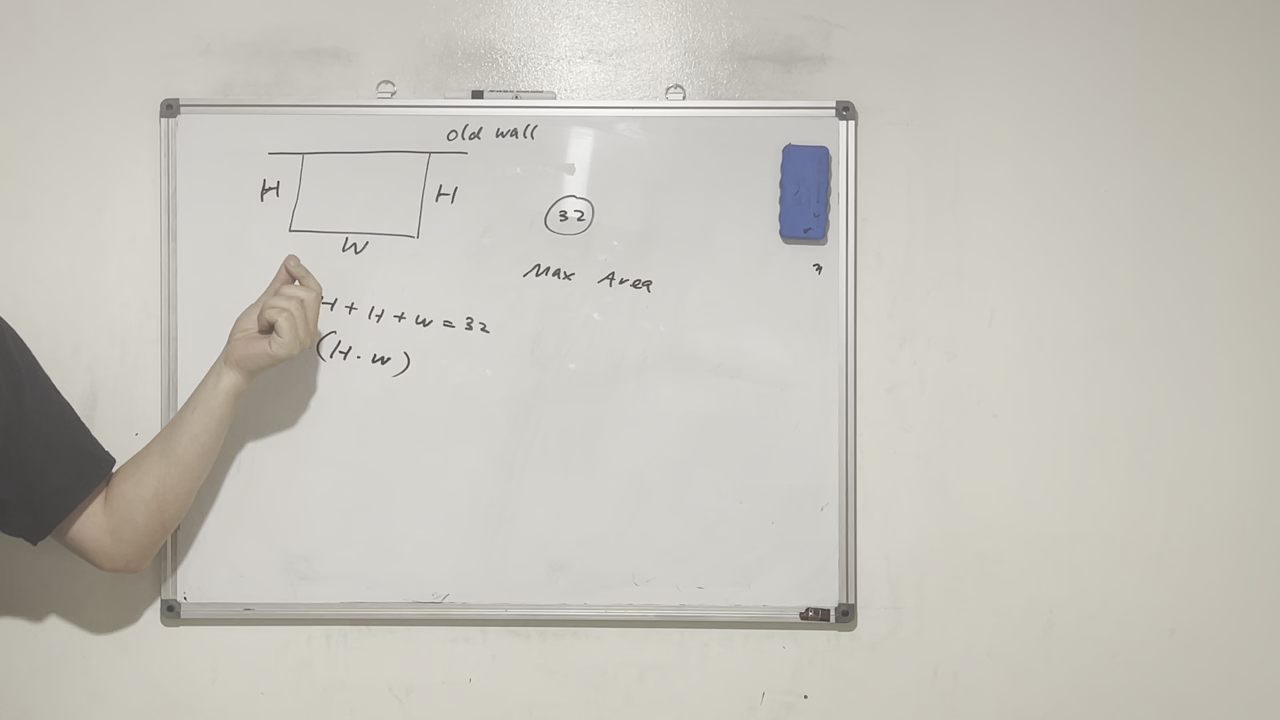 old wall
H H
W
32
Max Area
H + H + W = 32
(H · W)